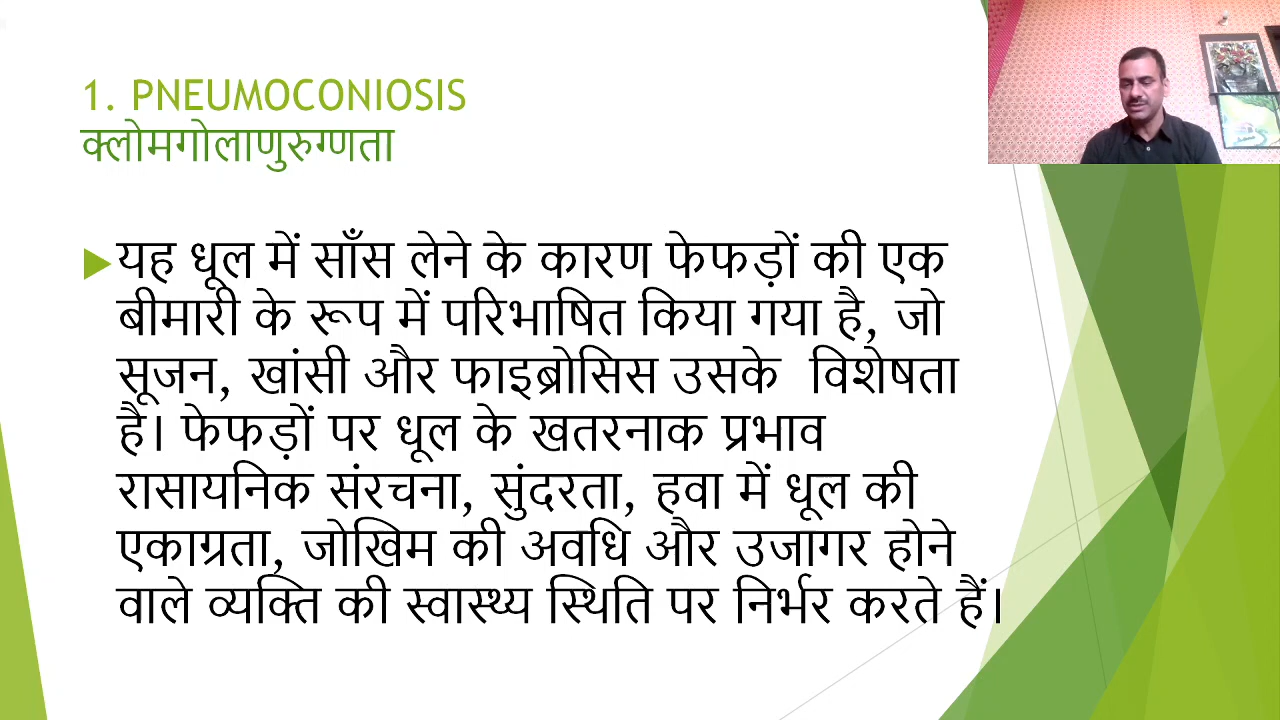 1. PNEUMOCONIOSIS
क्लोमगोलाणुरुग्णता
यह धूल में साँस लेने के कारण फेफड़ों की एक
बीमारी के रूप में परिभाषित किया गया है, जो
सूजन, खांसी और फाइब्रोसिस उसके विशेषता
है। फेफड़ों पर धूल के खतरनाक प्रभाव
रासायनिक संरचना, सुंदरता, हवा में धूल की
एकाग्रता, जोखिम की अवधि और उजागर होने
वाले व्यक्ति की स्वास्थ्य स्थिति पर निर्भर करते हैं।